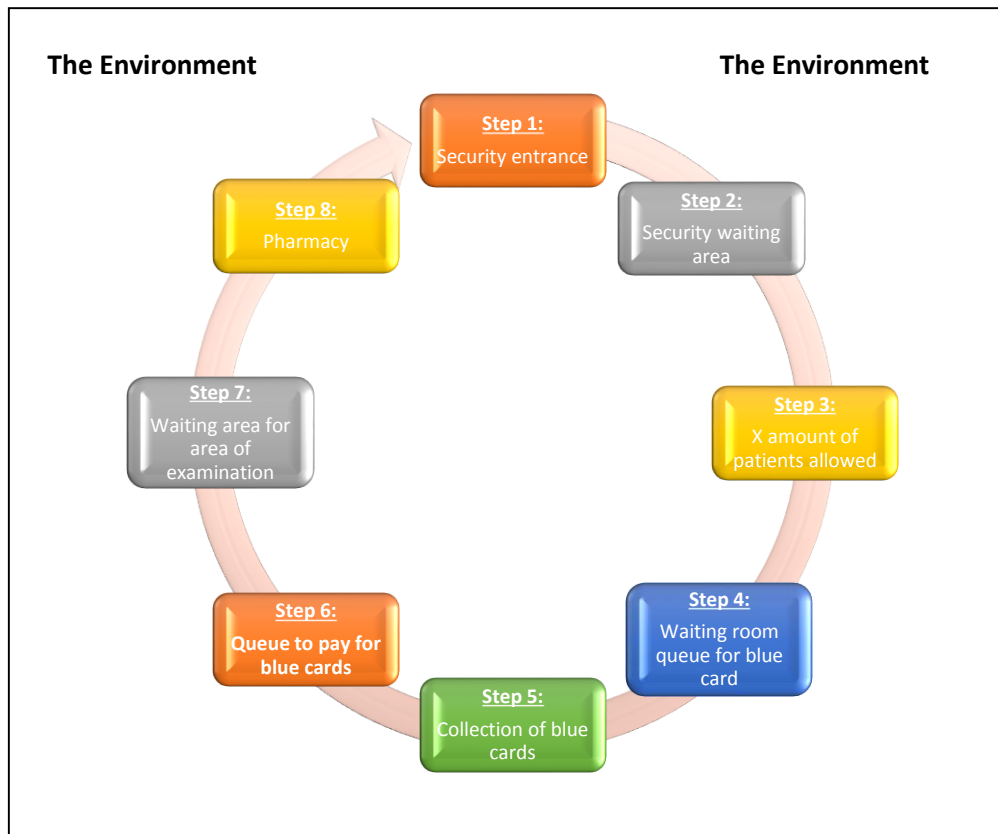 The Environment
The Environment
Step 1:
Security entrance
Step 2:
Security waiting
area
Step 3:
X amount of
patients allowed
Step 4:
Waiting room
queue for blue
card
Step 5:
Collection of blue
cards
Step 6:
Queue to pay for
blue cards
Step 7:
Waiting area for
area of
examination
Step 8:
Pharmacy